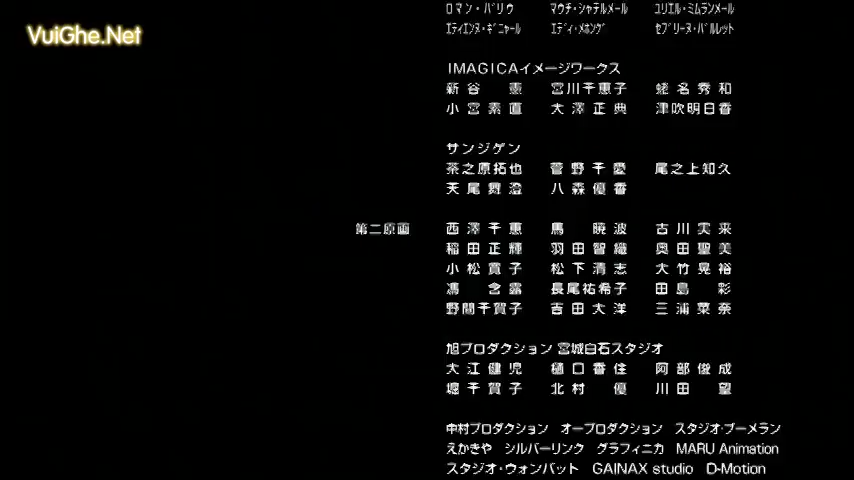 ロマン・バリウ マウチ・シャテルメール ユリエル・ミムランメール
VuiGhe.Net
エティエンヌ・ギニャール エディ・メホング セブリーヌ・バルレット
IMAGICAイメージワークス
新谷 憲 宮川千恵子 蛯名秀和
小宮素直 大澤正典 津吹明日香
サンジゲン
茶之原拓也 菅野千愛 尾之上知久
天尾舞澄 八森優香
第二原画 西澤千恵 馬 暁波 古川実来
稲田正輝 羽田智織 奥田聖美
小松寛子 松下清志 大竹晃裕
馮 含露 長尾祐希子 田島 彩
野間千賀子 吉田大洋 三浦菜奈
旭プロダクション 宮城白石スタジオ
大江健児 樋口香住 阿部俊成
堀千賀子 北村 優 川田 望
中村プロダクション オープロダクション スタジオ・ブーメラン
えかきや シルバーリンク グラフィニカ MARU Animation
スタジオ・ウォンバット GAINAX studio D-Motion